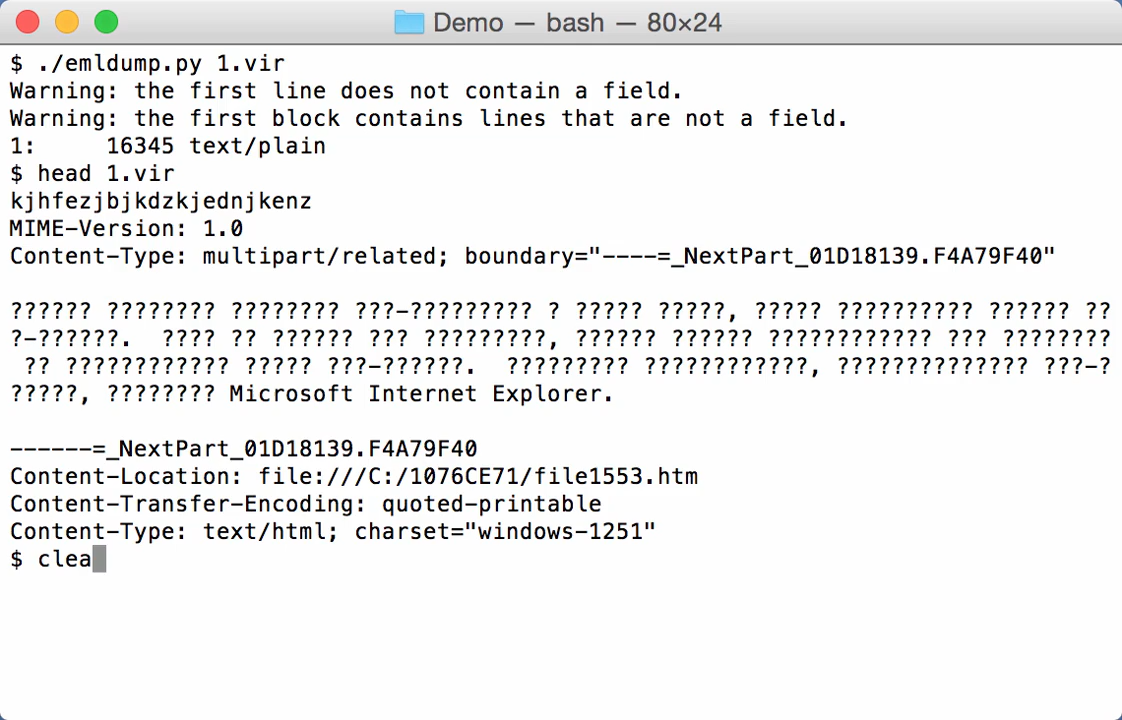 Demo — bash — 80×24
$ ./emldump.py 1.vir
Warning: the first line does not contain a field.
Warning: the first block contains lines that are not a field.
1:     16345 text/plain
$ head 1.vir
kjhfezjbjkdzkjednjkenz
MIME-Version: 1.0
Content-Type: multipart/related; boundary="----=_NextPart_01D18139.F4A79F40"

?????? ???????? ???????? ???-????????? ? ????? ?????, ????? ?????????? ?????? ??
?-??????.  ???? ?? ?????? ??? ?????????, ?????? ?????? ???????????? ??? ????????
 ?? ???????????? ????? ???-??????.  ????????? ????????????, ?????????????? ???-?
?????, ???????? Microsoft Internet Explorer.

------=_NextPart_01D18139.F4A79F40
Content-Location: file:///C:/1076CE71/file1553.htm
Content-Transfer-Encoding: quoted-printable
Content-Type: text/html; charset="windows-1251"
$ clea